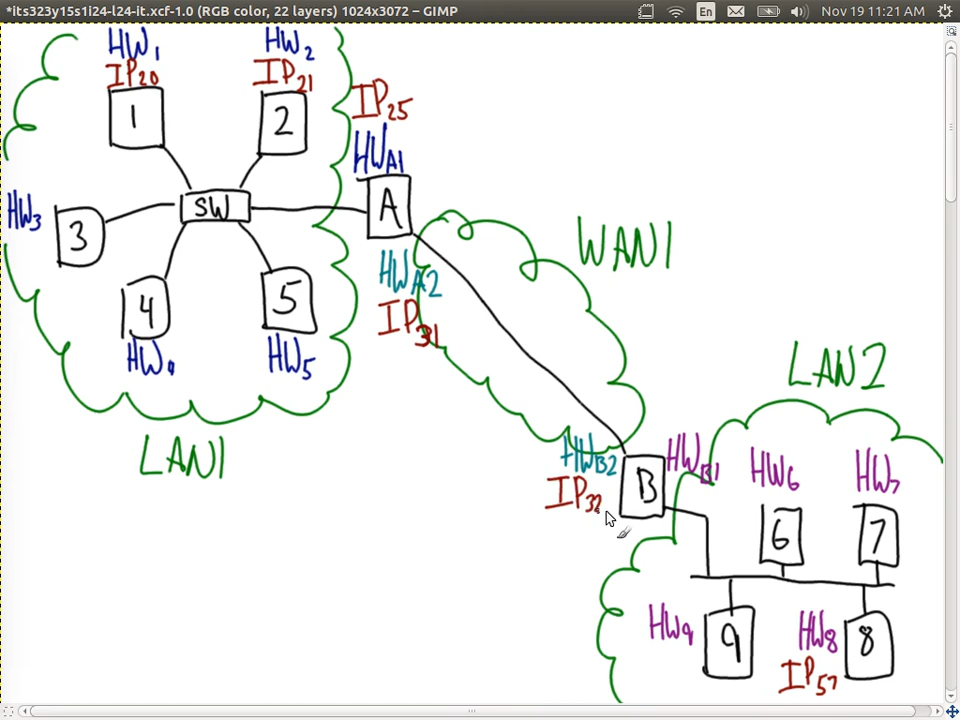 *its323y15s1i24-l24-it.xcf-1.0 (RGB color, 22 layers) 1024x3072 – GIMP
En
Nov 19 11:21 AM
HW1
HW2
IP20
IP21
IP25
1
2
HWA1
HW3
SW
A
3
WAN1
HWA2
4
5
IP31
HW4
HW5
LAN2
LAN1
HWB2
HWB1
HW6
HW7
IP32
B
6
7
HW9
9
HW8
8
IP57